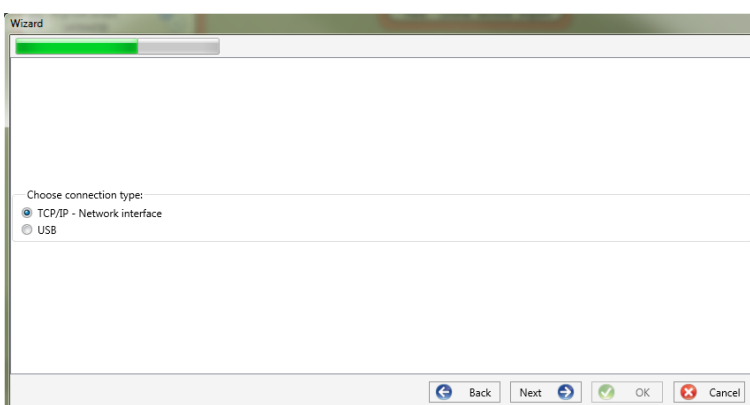 Wizard
Choose connection type:
TCP/IP - Network interface
USB
Back Next OK Cancel